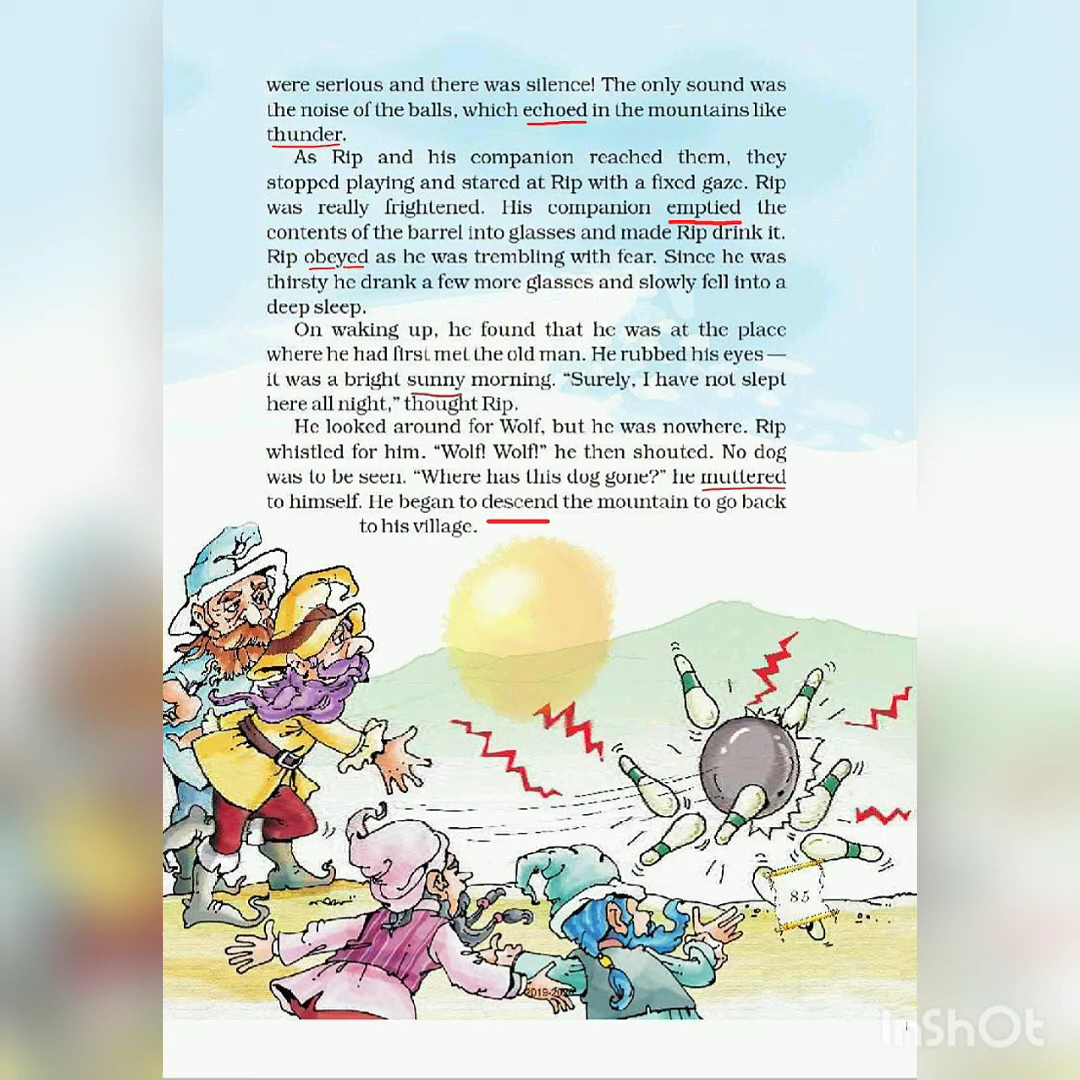 were serious and there was silence! The only sound was
the noise of the balls, which echoed in the mountains like
thunder.
As Rip and his companion reached them, they
stopped playing and stared at Rip with a fixed gaze. Rip
was really frightened. His companion emptied the
contents of the barrel into glasses and made Rip drink it.
Rip obeyed as he was trembling with fear. Since he was
thirsty he drank a few more glasses and slowly fell into a
deep sleep.
On waking up, he found that he was at the place
where he had first met the old man. He rubbed his eyes —
it was a bright sunny morning. “Surely, I have not slept
here all night,” thought Rip.
He looked around for Wolf, but he was nowhere. Rip
whistled for him. “Wolf! Wolf!” he then shouted. No dog
was to be seen. “Where has this dog gone?” he muttered
to himself. He began to descend the mountain to go back
to his village.
85
InShOt